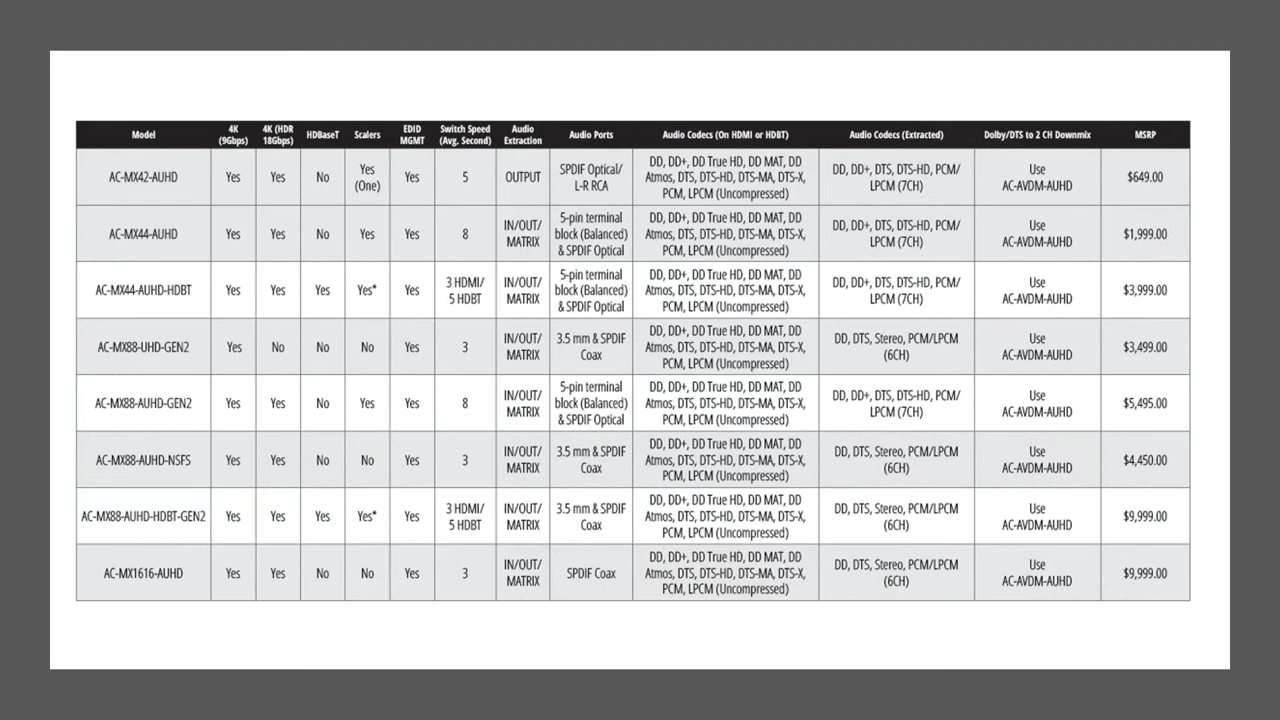 Model | 4K (9Gbps) | 4K (HDR 18Gbps) | HDBaseT | Scalers | EDID MGMT | Switch Speed (Avg. Second) | Audio Extraction | Audio Ports | Audio Codecs (On HDMI or HDBT) | Audio Codecs (Extracted) | Dolby/DTS to 2 CH Downmix | MSRP
AC-MX42-AUHD | Yes | Yes | No | Yes (One) | Yes | 5 | OUTPUT | SPDIF Optical/ L-R RCA | DD, DD+, DD True HD, DD MAT, DD Atmos, DTS, DTS-HD, DTS-MA, DTS-X, PCM, LPCM (Uncompressed) | DD, DD+, DTS, DTS-HD, PCM/ LPCM (7CH) | Use AC-AVDM-AUHD | $649.00
AC-MX44-AUHD | Yes | Yes | No | Yes | Yes | 8 | IN/OUT/ MATRIX | 5-pin terminal block (Balanced) & SPDIF Optical | DD, DD+, DD True HD, DD MAT, DD Atmos, DTS, DTS-HD, DTS-MA, DTS-X, PCM, LPCM (Uncompressed) | DD, DD+, DTS, DTS-HD, PCM/ LPCM (7CH) | Use AC-AVDM-AUHD | $1,999.00
AC-MX44-AUHD-HDBT | Yes | Yes | Yes | Yes* | Yes | 3 HDMI/ 5 HDBT | IN/OUT/ MATRIX | 5-pin terminal block (Balanced) & SPDIF Optical | DD, DD+, DD True HD, DD MAT, DD Atmos, DTS, DTS-HD, DTS-MA, DTS-X, PCM, LPCM (Uncompressed) | DD, DD+, DTS, DTS-HD, PCM/ LPCM (7CH) | Use AC-AVDM-AUHD | $3,999.00
AC-MX88-UHD-GEN2 | Yes | No | No | No | Yes | 3 | IN/OUT/ MATRIX | 3.5 mm & SPDIF Coax | DD, DD+, DD True HD, DD MAT, DD Atmos, DTS, DTS-HD, DTS-MA, DTS-X, PCM, LPCM (Uncompressed) | DD, DTS, Stereo, PCM/LPCM (6CH) | Use AC-AVDM-AUHD | $3,499.00
AC-MX88-AUHD-GEN2 | Yes | Yes | No | Yes | Yes | 8 | IN/OUT/ MATRIX | 5-pin terminal block (Balanced) & SPDIF Optical | DD, DD+, DD True HD, DD MAT, DD Atmos, DTS, DTS-HD, DTS-MA, DTS-X, PCM, LPCM (Uncompressed) | DD, DD+, DTS, DTS-HD, PCM/ LPCM (7CH) | Use AC-AVDM-AUHD | $5,495.00
AC-MX88-AUHD-NSFS | Yes | Yes | No | No | Yes | 3 | IN/OUT/ MATRIX | 3.5 mm & SPDIF Coax | DD, DD+, DD True HD, DD MAT, DD Atmos, DTS, DTS-HD, DTS-MA, DTS-X, PCM, LPCM (Uncompressed) | DD, DTS, Stereo, PCM/LPCM (6CH) | Use AC-AVDM-AUHD | $4,450.00
AC-MX88-AUHD-HDBT-GEN2 | Yes | Yes | Yes | Yes* | Yes | 3 HDMI/ 5 HDBT | IN/OUT/ MATRIX | 3.5 mm & SPDIF Coax | DD, DD+, DD True HD, DD MAT, DD Atmos, DTS, DTS-HD, DTS-MA, DTS-X, PCM, LPCM (Uncompressed) | DD, DTS, Stereo, PCM/LPCM (6CH) | Use AC-AVDM-AUHD | $9,999.00
AC-MX1616-AUHD | Yes | Yes | No | No | Yes | 3 | IN/OUT/ MATRIX | SPDIF Coax | DD, DD+, DD True HD, DD MAT, DD Atmos, DTS, DTS-HD, DTS-MA, DTS-X, PCM, LPCM (Uncompressed) | DD, DTS, Stereo, PCM/LPCM (6CH) | Use AC-AVDM-AUHD | $9,999.00